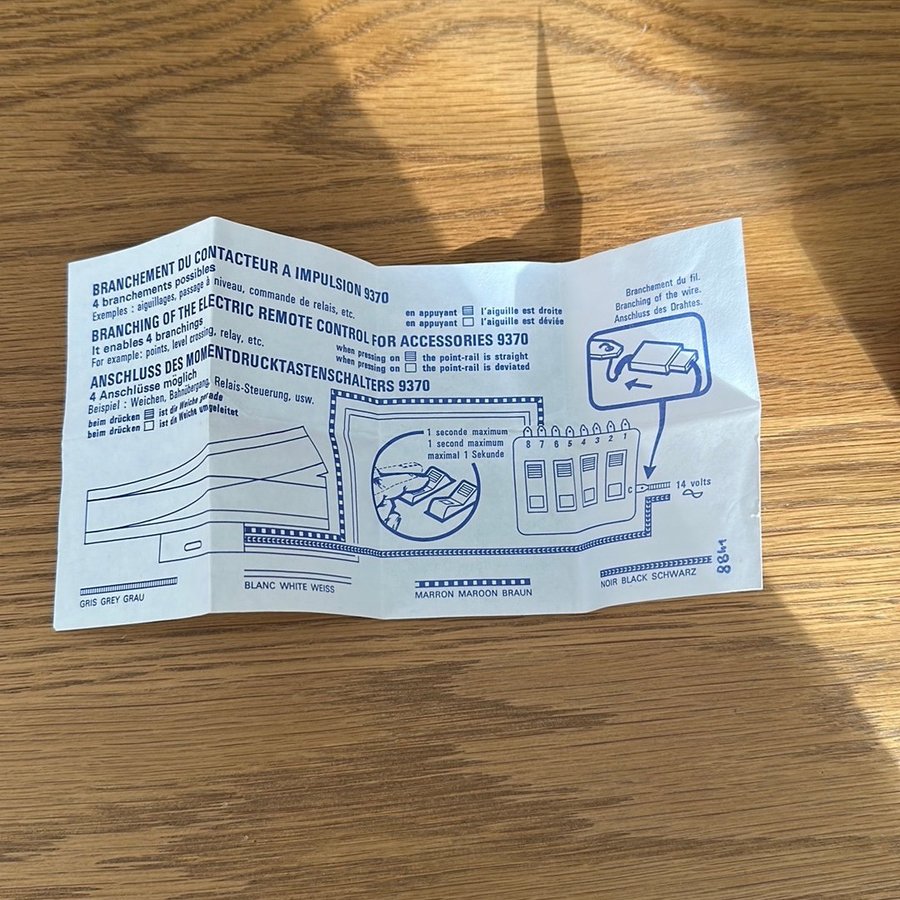 BRANCHEMENT DU CONTACTEUR A IMPULSION 9370
4 branchements possibles
Exemples : aiguillages, passage à niveau, commande de relais, etc.
en appuyant l'aiguille est droite
en appuyant l'aiguille est déviée
BRANCHING OF THE ELECTRIC REMOTE CONTROL FOR ACCESSORIES 9370
It enables 4 branchings
For example: points, level crossing, relay, etc.
when pressing on the point-rail is straight
when pressing on the point-rail is deviated
ANSCHLUSS DES MOMENTDRUCKTASTENSCHALTERS 9370
4 Anschlüsse möglich
Beispiel : Weichen, Bahnübergang, Relais-Steuerung, usw.
beim drücken ist die Weiche gerade
beim drücken ist die Weiche umgeleitet
Branchement du fil.
Branching of the wire.
Anschluss des Drahtes.
1 seconde maximum
1 second maximum
maximal 1 Sekunde
8 7 6 5 4 3 2 1
C
14 volts
GRIS GREY GRAU
BLANC WHITE WEISS
MARRON MAROON BRAUN
NOIR BLACK SCHWARZ